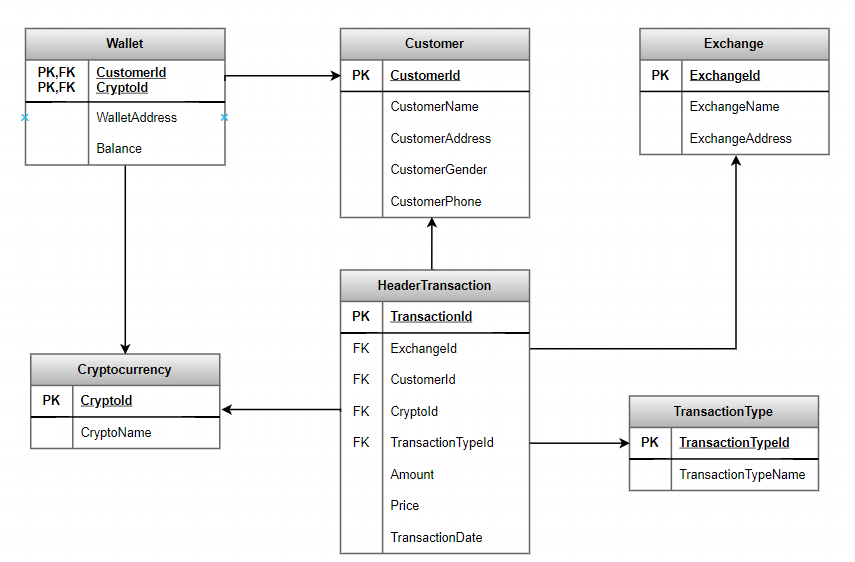 Wallet
PK,FK CustomerId
PK,FK CryptoId
WalletAddress
Balance
Customer
PK CustomerId
CustomerName
CustomerAddress
CustomerGender
CustomerPhone
Exchange
PK ExchangeId
ExchangeName
ExchangeAddress
HeaderTransaction
PK TransactionId
FK ExchangeId
FK CustomerId
FK CryptoId
FK TransactionTypeId
Amount
Price
TransactionDate
Cryptocurrency
PK CryptoId
CryptoName
TransactionType
PK TransactionTypeId
TransactionTypeName